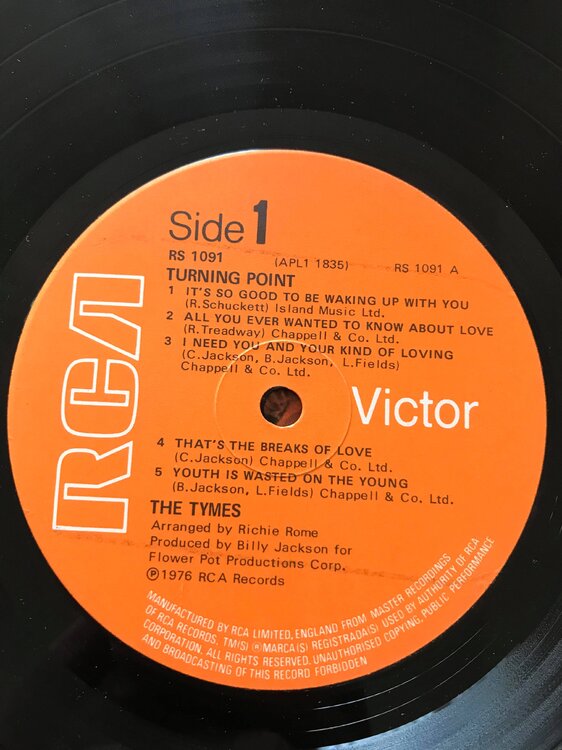 Side 1
RS 1091 (APL1 1835) RS 1091 A
TURNING POINT
1 IT'S SO GOOD TO BE WAKING UP WITH YOU
(R.Schuckett) Island Music Ltd.
2 ALL YOU EVER WANTED TO KNOW ABOUT LOVE
(R.Treadway) Chappell & Co. Ltd.
3 I NEED YOU AND YOUR KIND OF LOVING
(C.Jackson, B.Jackson, L.Fields)
Chappell & Co. Ltd.
RCA
Victor
4 THAT'S THE BREAKS OF LOVE
(C.Jackson) Chappell & Co. Ltd.
5 YOUTH IS WASTED ON THE YOUNG
(B.Jackson, L.Fields) Chappell & Co. Ltd.
THE TYMES
Arranged by Richie Rome
Produced by Billy Jackson for
Flower Pot Productions Corp.
℗1976 RCA Records
MANUFACTURED BY RCA LIMITED, ENGLAND FROM MASTER RECORDINGS
OF RCA RECORDS. TM(S) ®MARCA(S) REGISTRADA(S) USED BY AUTHORITY OF RCA
CORPORATION. ALL RIGHTS RESERVED. UNAUTHORISED COPYING, PUBLIC PERFORMANCE
AND BROADCASTING OF THIS RECORD FORBIDDEN